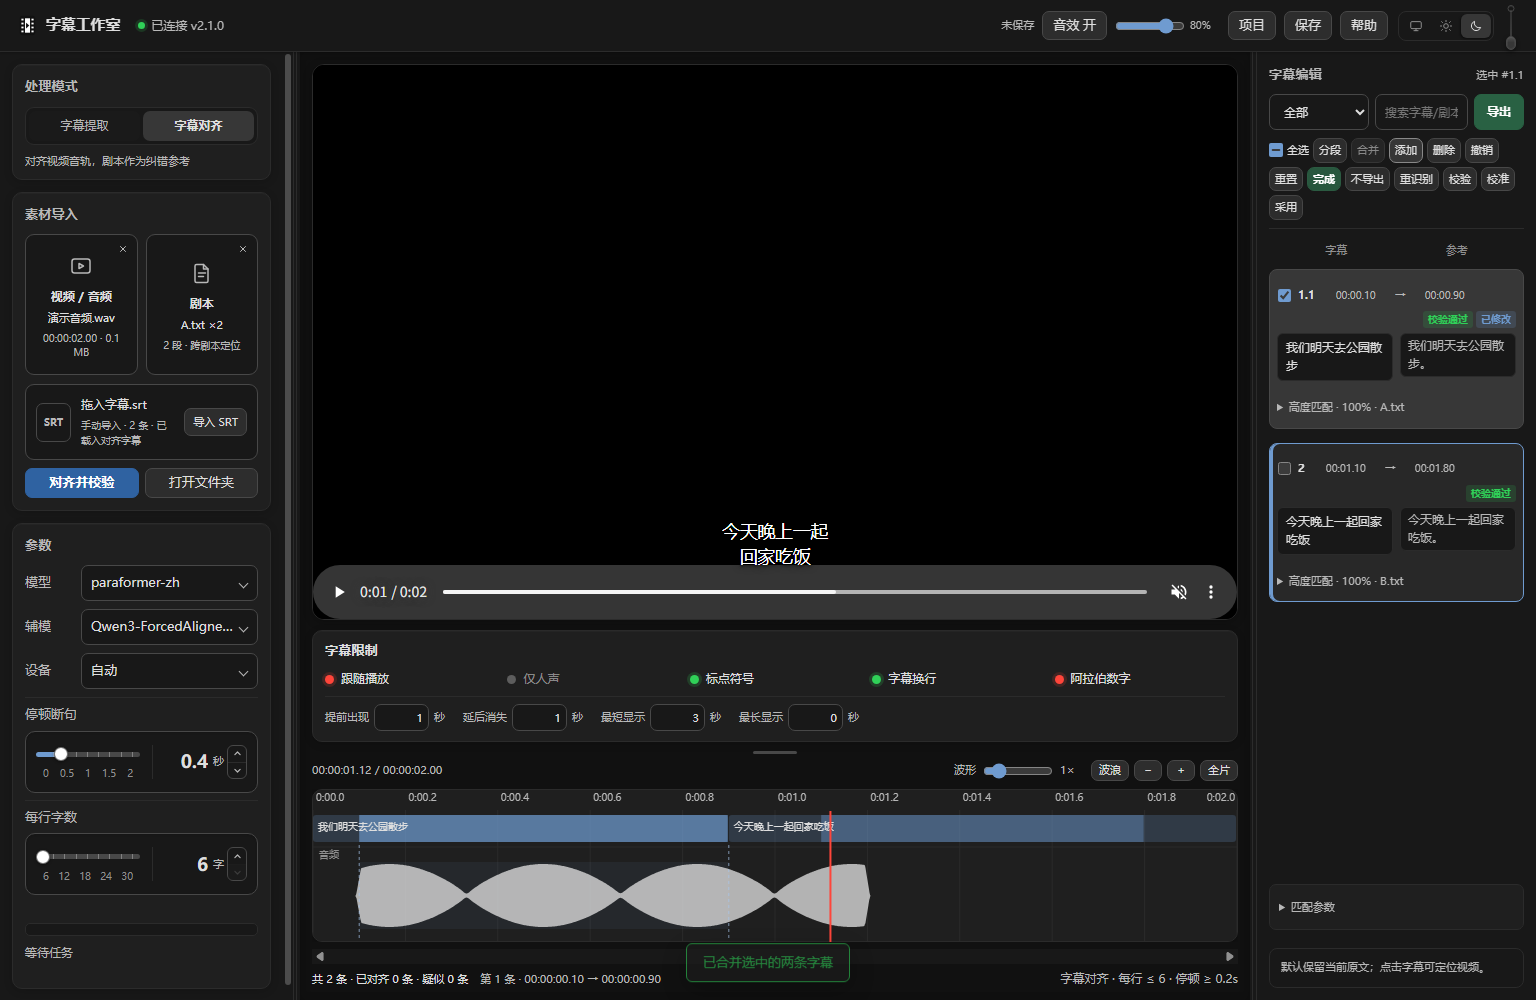 字幕工作室 已连接 v2.1.0
未保存 音效 开 80% 项目 保存 帮助
处理模式
字幕提取 字幕对齐
对齐视频音轨，剧本作为纠错参考
素材导入
×
视频 / 音频
演示音频.wav
00:00:02.00 · 0.1
MB
×
剧本
A.txt ×2
2 段 · 跨剧本定位
SRT
拖入字幕.srt
手动导入 · 2 条 · 已
载入对齐字幕
导入 SRT
对齐并校验 打开文件夹
参数
模型 paraformer-zh
辅模 Qwen3-ForcedAligne...
设备 自动
停顿断句
0 0.5 1 1.5 2
0.4 秒
每行字数
6 12 18 24 30
6 字
等待任务
今天晚上一起
回家吃饭
0:01 / 0:02
字幕限制
跟随播放 仅人声 标点符号 字幕换行 阿拉伯数字
提前出现 1 秒 延后消失 1 秒 最短显示 3 秒 最长显示 0 秒
00:00:01.12 / 00:00:02.00
波形 1× 波浪 − + 全片
0:00.0 0:00.2 0:00.4 0:00.6 0:00.8 0:01.0 0:01.2 0:01.4 0:01.6 0:01.8 0:02.0
我们明天去公园散步 今天晚上一起回家吃饭
音频
已合并选中的两条字幕
共 2 条 · 已对齐 0 条 · 疑似 0 条 第 1 条 · 00:00:00.10 → 00:00:00.90
字幕对齐 · 每行 ≤ 6 · 停顿 ≥ 0.2s
字幕编辑 选中 #1.1
全部 搜索字幕/剧本 导出
全选 分段 合并 添加 删除 撤销
重置 完成 不导出 重识别 校验 校准
采用
字幕 参考
1.1 00:00.10 → 00:00.90
校验通过 已修改
我们明天去公园散
步
我们明天去公园散
步。
高度匹配 · 100% · A.txt
2 00:01.10 → 00:01.80
校验通过
今天晚上一起回家
吃饭
今天晚上一起回家
吃饭。
高度匹配 · 100% · B.txt
匹配参数
默认保留当前原文；点击字幕可定位视频。